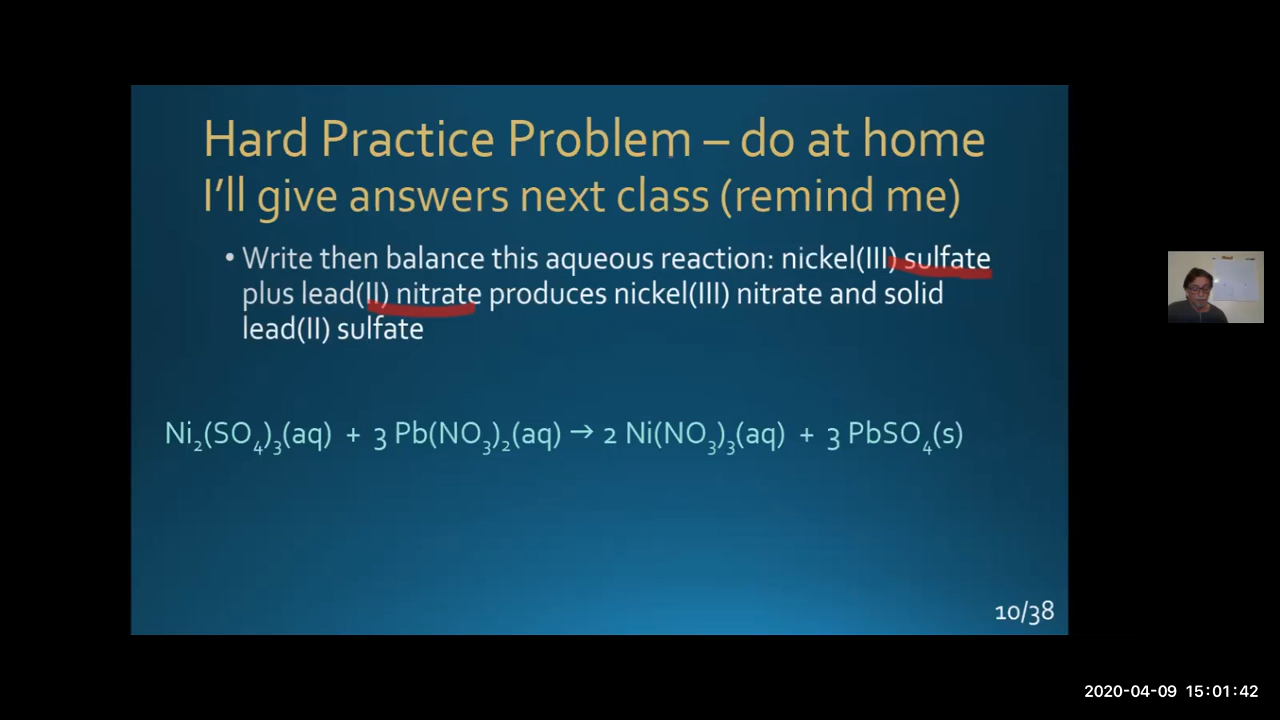 Hard Practice Problem – do at home
I'll give answers next class (remind me)
• Write then balance this aqueous reaction: nickel(III) sulfate
plus lead(II) nitrate produces nickel(III) nitrate and solid
lead(II) sulfate
Ni₂(SO₄)₃(aq) + 3 Pb(NO₃)₂(aq) → 2 Ni(NO₃)₃(aq) + 3 PbSO₄(s)
10/38
2020-04-09 15:01:42